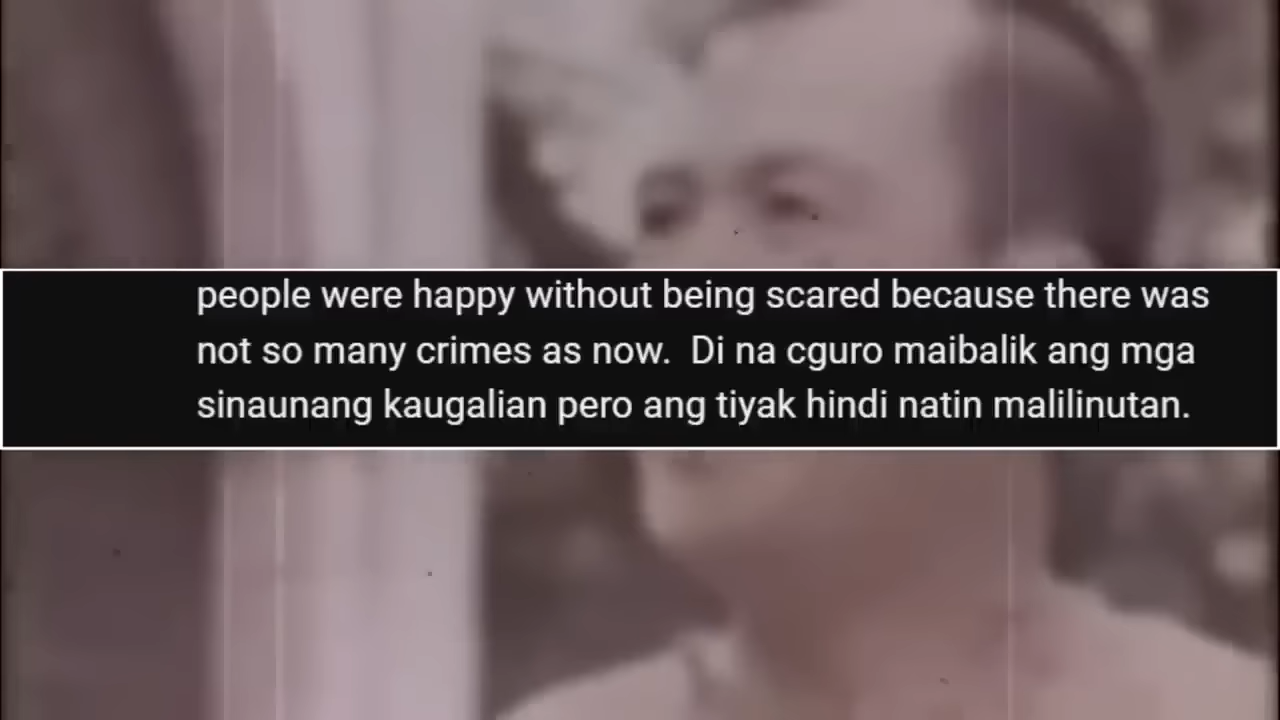 people were happy without being scared because there was
not so many crimes as now.  Di na cguro maibalik ang mga
sinaunang kaugalian pero ang tiyak hindi natin malilinutan.